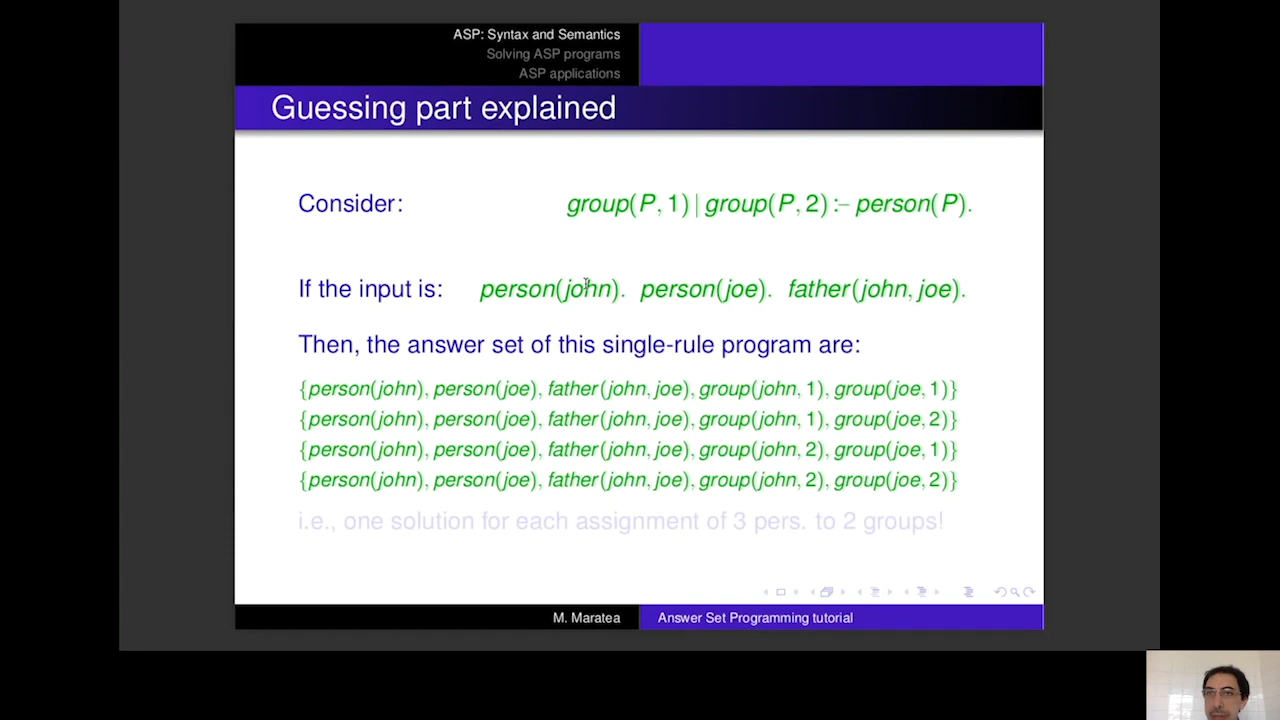 ASP: Syntax and Semantics
Solving ASP programs
ASP applications
Guessing part explained
Consider: group(P, 1) | group(P, 2) :– person(P).
If the input is: person(john). person(joe). father(john, joe).
Then, the answer set of this single-rule program are:
{person(john), person(joe), father(john, joe), group(john, 1), group(joe, 1)}
{person(john), person(joe), father(john, joe), group(john, 1), group(joe, 2)}
{person(john), person(joe), father(john, joe), group(john, 2), group(joe, 1)}
{person(john), person(joe), father(john, joe), group(john, 2), group(joe, 2)}
i.e., one solution for each assignment of 3 pers. to 2 groups!
M. Maratea Answer Set Programming tutorial